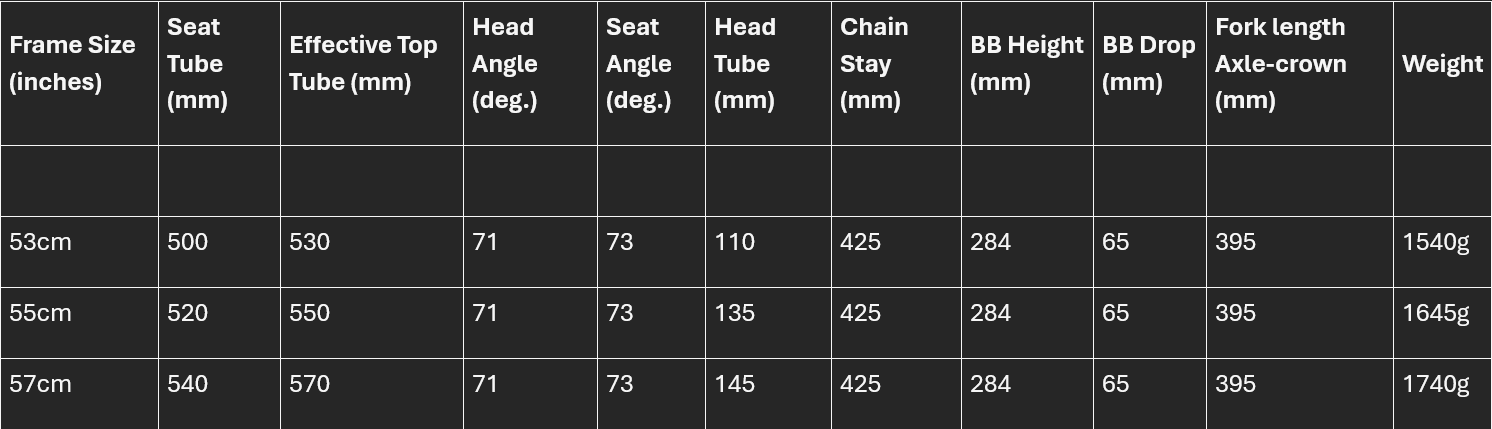 Frame Size (inches) Seat Tube (mm) Effective Top Tube (mm) Head Angle (deg.) Seat Angle (deg.) Head Tube (mm) Chain Stay (mm) BB Height (mm) BB Drop (mm) Fork length Axle-crown (mm) Weight
53cm 500 530 71 73 110 425 284 65 395 1540g
55cm 520 550 71 73 135 425 284 65 395 1645g
57cm 540 570 71 73 145 425 284 65 395 1740g